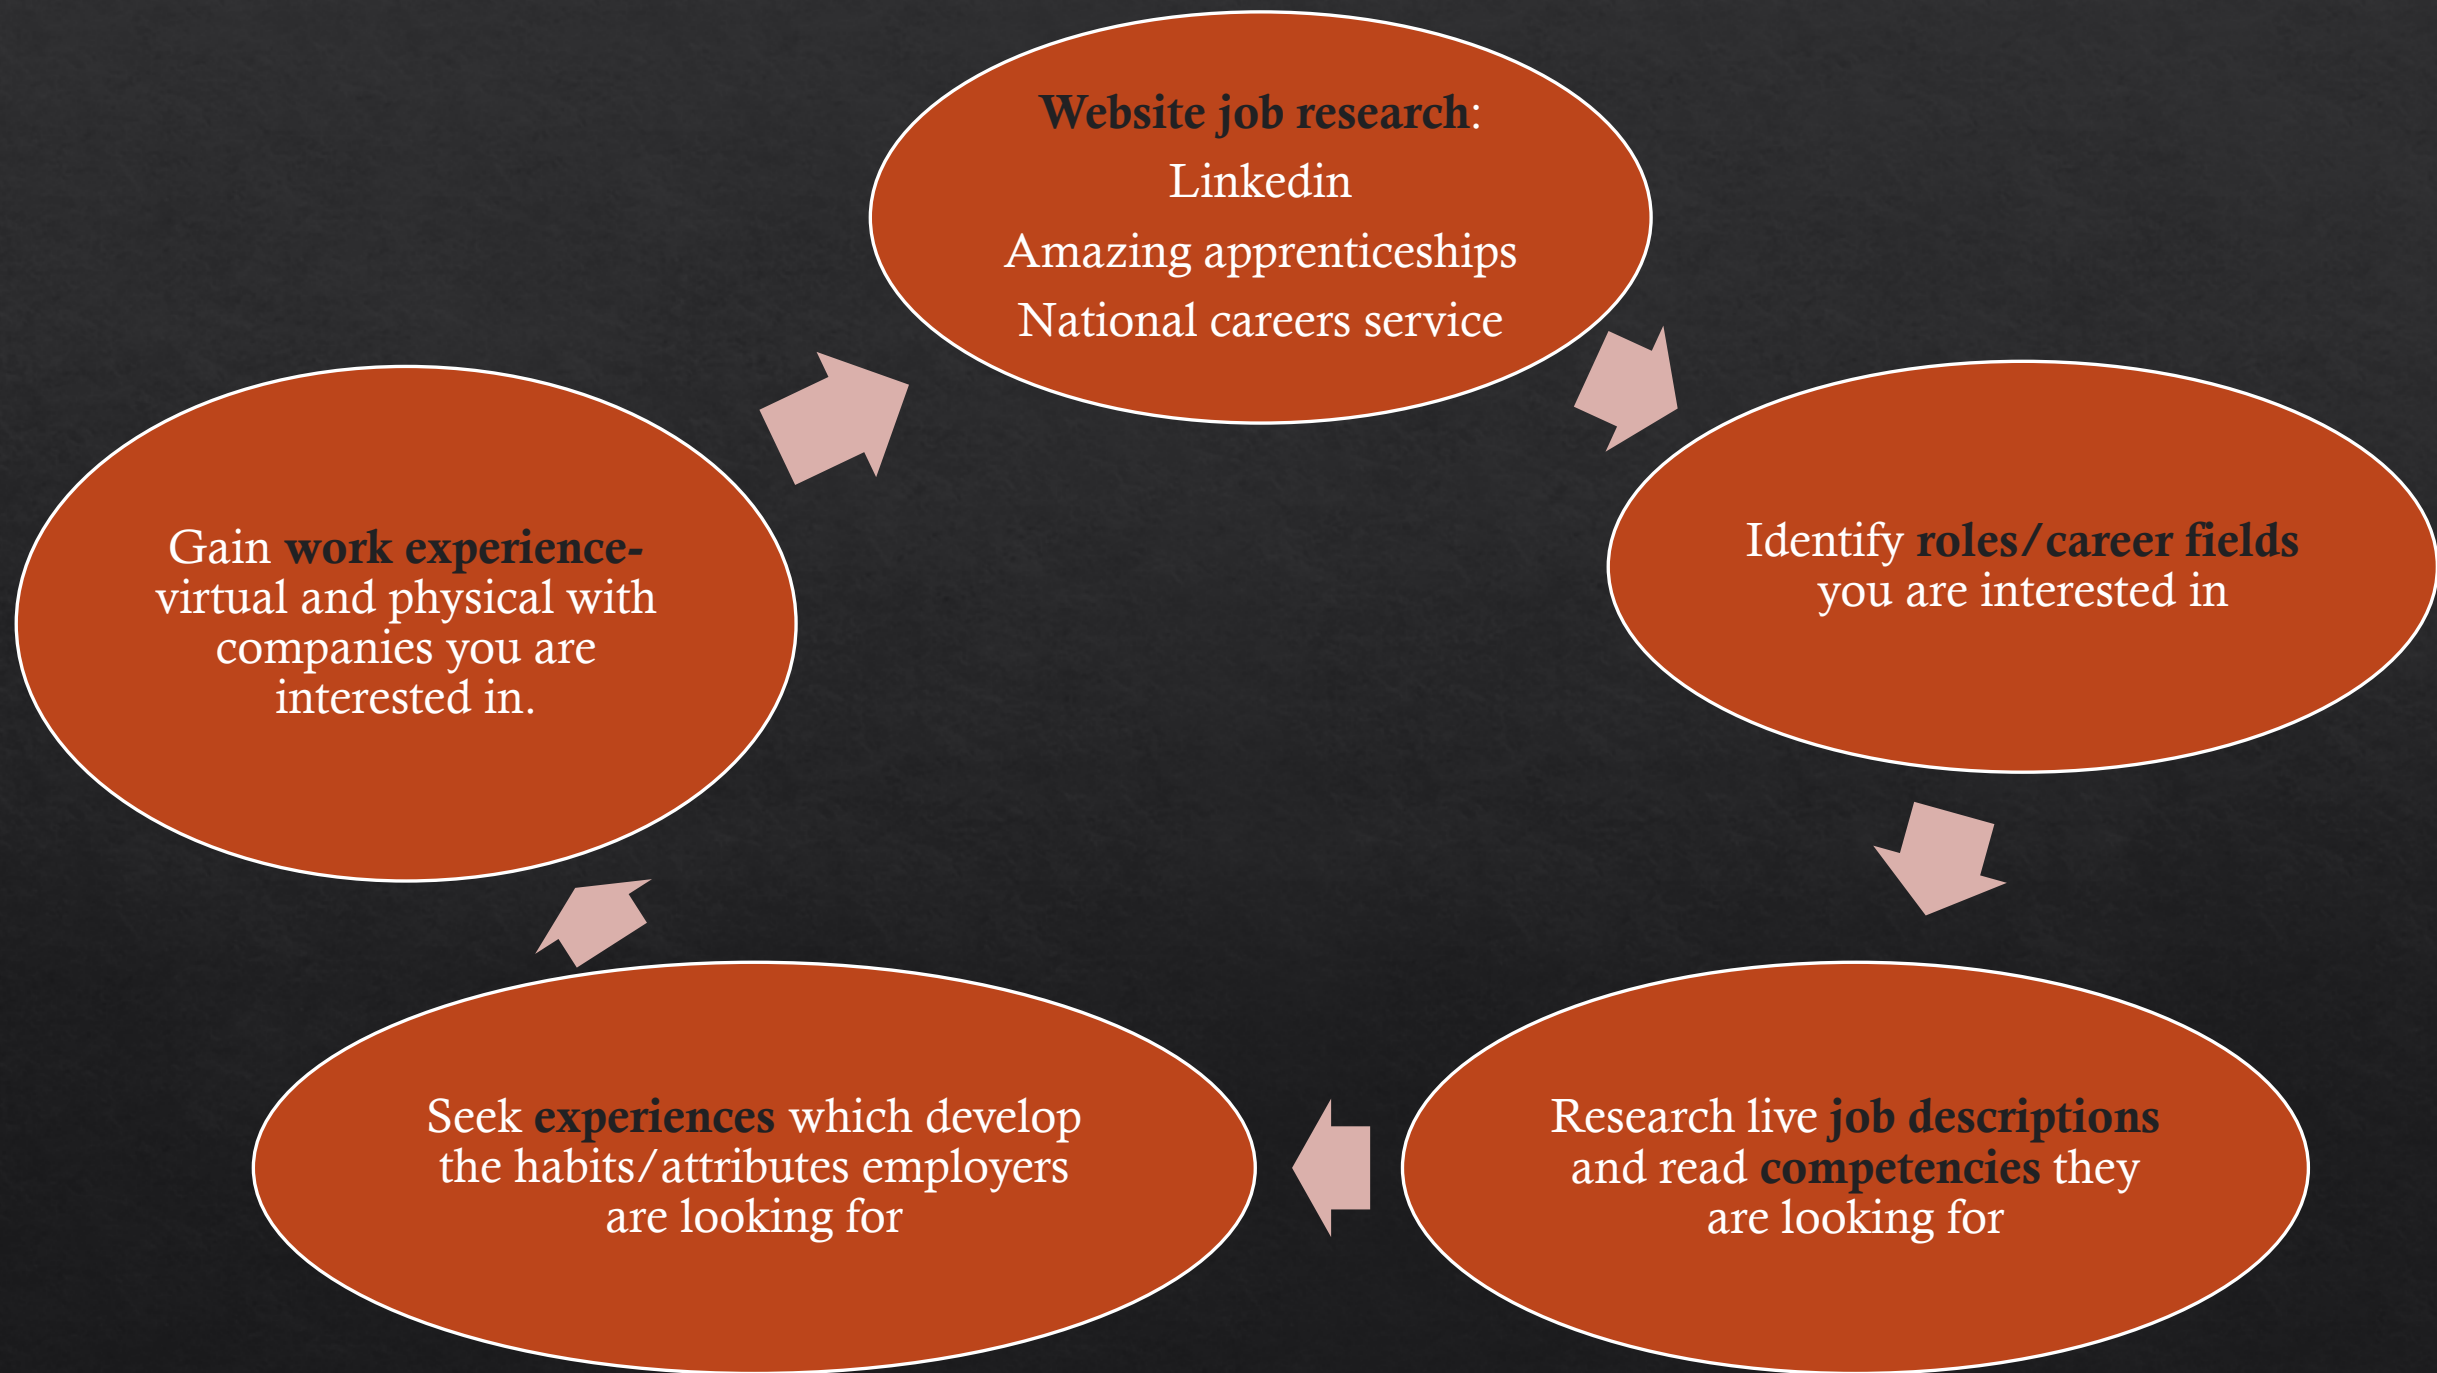 Website job research:
Linkedin
Amazing apprenticeships
National careers service
Identify roles/career fields
you are interested in
Research live job descriptions
and read competencies they
are looking for
Seek experiences which develop
the habits/attributes employers
are looking for
Gain work experience-
virtual and physical with
companies you are
interested in.